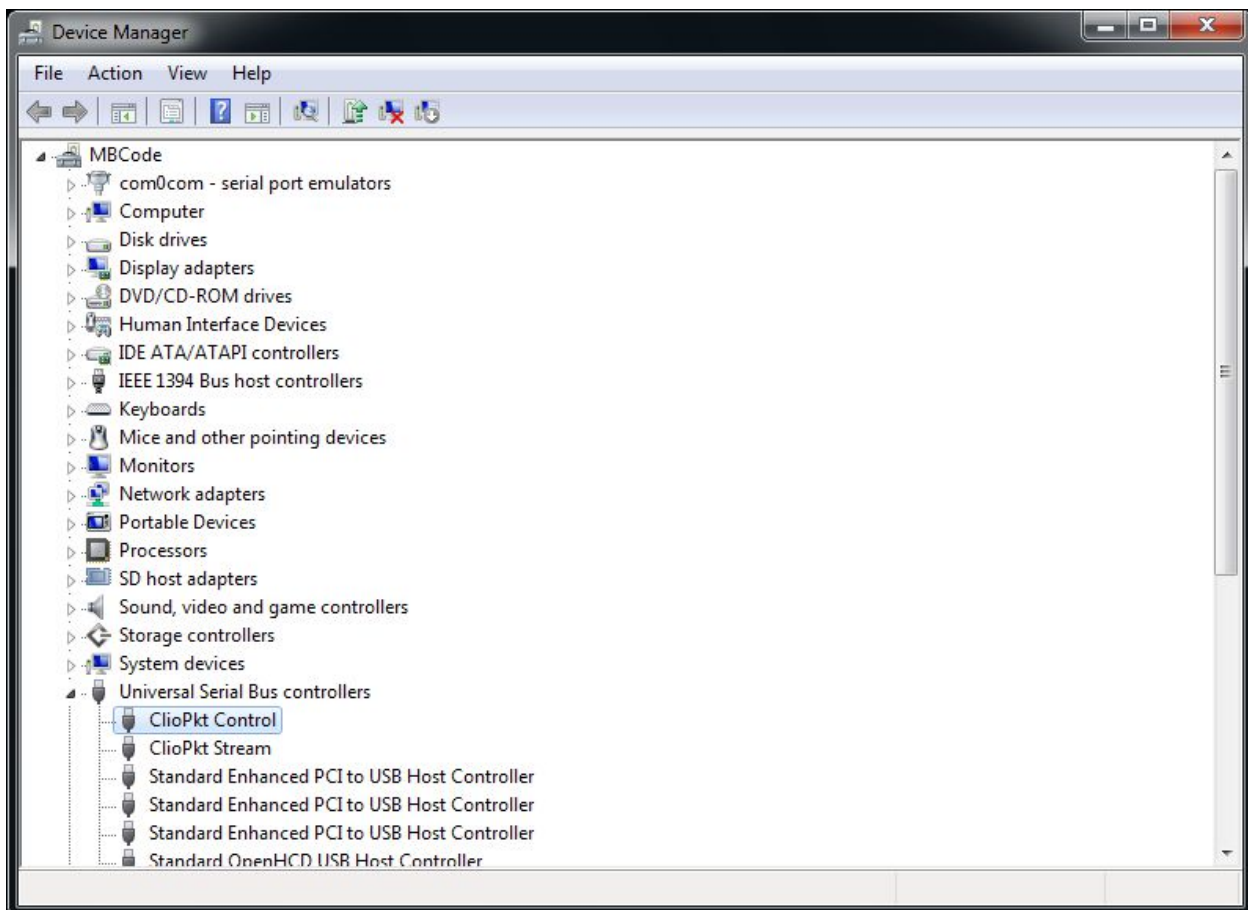 Device Manager
File Action View Help
MBCode
com0com - serial port emulators
Computer
Disk drives
Display adapters
DVD/CD-ROM drives
Human Interface Devices
IDE ATA/ATAPI controllers
IEEE 1394 Bus host controllers
Keyboards
Mice and other pointing devices
Monitors
Network adapters
Portable Devices
Processors
SD host adapters
Sound, video and game controllers
Storage controllers
System devices
Universal Serial Bus controllers
ClioPkt Control
ClioPkt Stream
Standard Enhanced PCI to USB Host Controller
Standard Enhanced PCI to USB Host Controller
Standard Enhanced PCI to USB Host Controller
Standard OpenHCD USB Host Controller